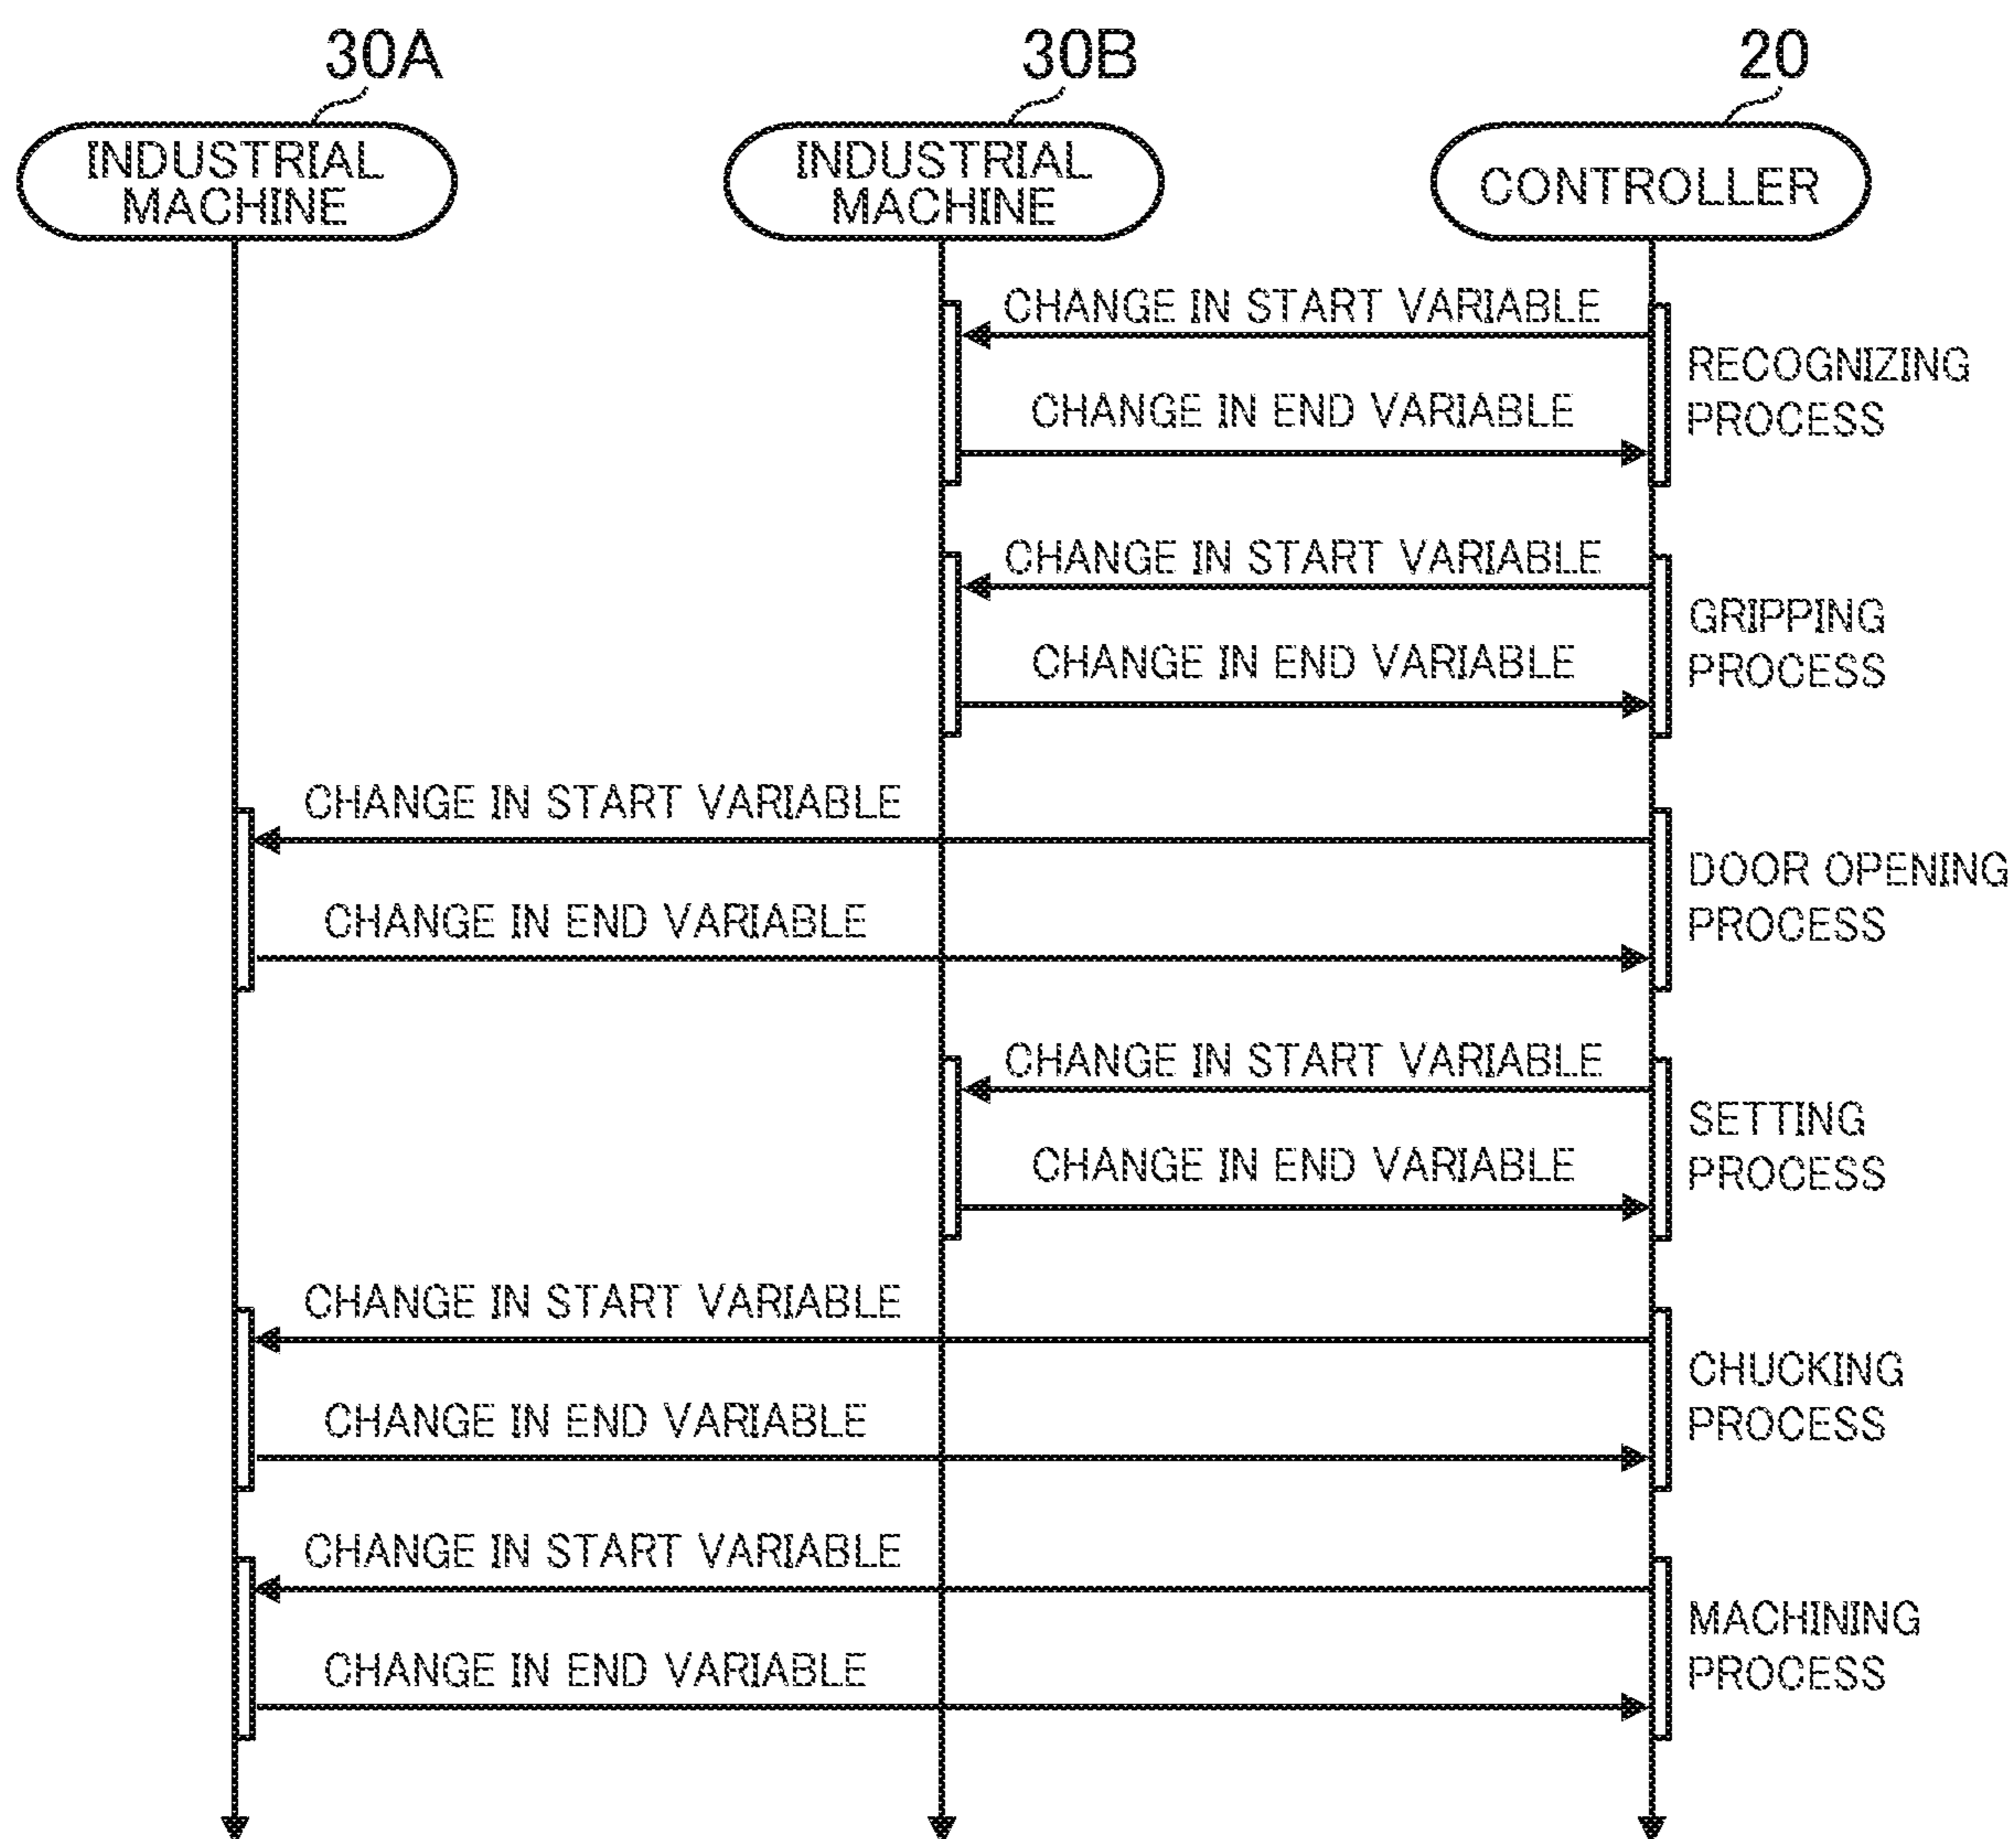 30A
30B
20
INDUSTRIAL
MACHINE
INDUSTRIAL
MACHINE
CONTROLLER
CHANGE IN START VARIABLE
CHANGE IN END VARIABLE
RECOGNIZING
PROCESS
CHANGE IN START VARIABLE
CHANGE IN END VARIABLE
GRIPPING
PROCESS
CHANGE IN START VARIABLE
CHANGE IN END VARIABLE
DOOR OPENING
PROCESS
CHANGE IN START VARIABLE
CHANGE IN END VARIABLE
SETTING
PROCESS
CHANGE IN START VARIABLE
CHANGE IN END VARIABLE
CHUCKING
PROCESS
CHANGE IN START VARIABLE
CHANGE IN END VARIABLE
MACHINING
PROCESS